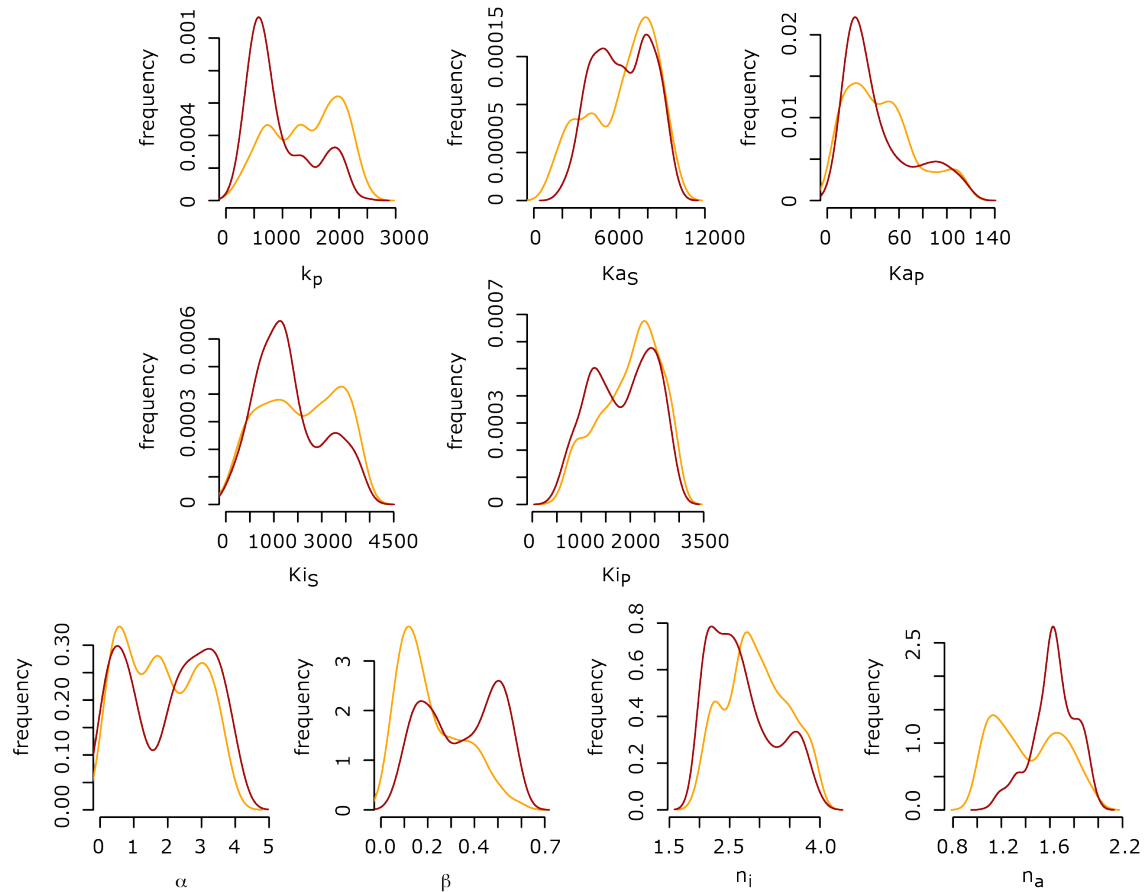 frequency
0 0.0004 0.001
0 1000 2000 3000
kp
frequency
0 0.00005 0.00015
0 6000 12000
KaS
frequency
0 0.01 0.02
0 60 100 140
KaP
frequency
0 0.0003 0.0006
0 1000 3000 4500
KiS
frequency
0 0.0003 0.0007
0 1000 2000 3500
KiP
frequency
0.00 0.10 0.20 0.30
0 1 2 3 4 5
α
frequency
0 1 2 3
0.0 0.2 0.4 0.7
β
frequency
0.0 0.2 0.4 0.6 0.8
1.5 2.5 4.0
ni
frequency
0.0 1.0 2.5
0.8 1.2 1.6 2.2
na